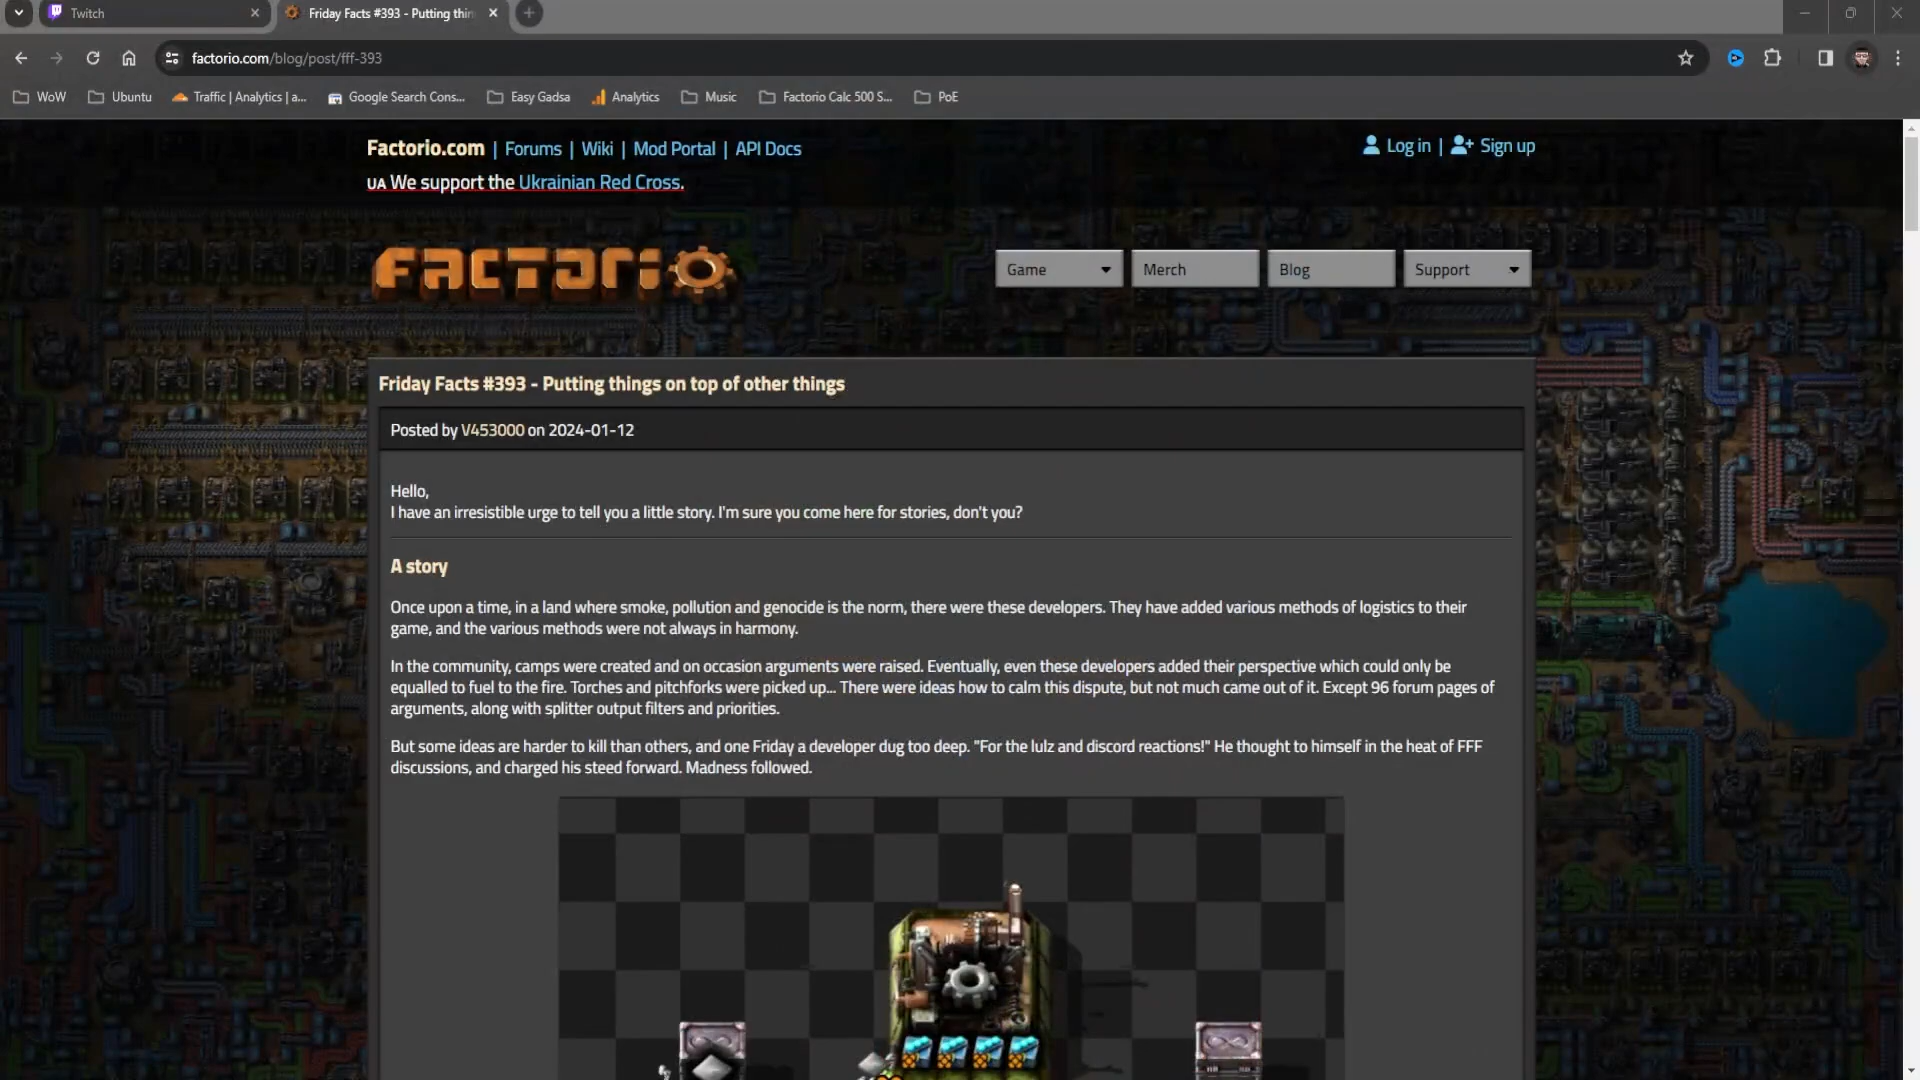 Twitch
Friday Facts #393 - Putting thin
factorio.com/blog/post/fff-393
WoW
Ubuntu
Traffic | Analytics | a...
Google Search Cons...
Easy Gadsa
Analytics
Music
Factorio Calc 500 S...
PoE
Factorio.com | Forums | Wiki | Mod Portal | API Docs
Log in | Sign up
UA We support the Ukrainian Red Cross.
FACTORIO
Game
Merch
Blog
Support
Friday Facts #393 - Putting things on top of other things
Posted by V453000 on 2024-01-12
Hello,
I have an irresistible urge to tell you a little story. I'm sure you come here for stories, don't you?
A story
Once upon a time, in a land where smoke, pollution and genocide is the norm, there were these developers. They have added various methods of logistics to their
game, and the various methods were not always in harmony.
In the community, camps were created and on occasion arguments were raised. Eventually, even these developers added their perspective which could only be
equalled to fuel to the fire. Torches and pitchforks were picked up... There were ideas how to calm this dispute, but not much came out of it. Except 96 forum pages of
arguments, along with splitter output filters and priorities.
But some ideas are harder to kill than others, and one Friday a developer dug too deep. "For the lulz and discord reactions!" He thought to himself in the heat of FFF
discussions, and charged his steed forward. Madness followed.